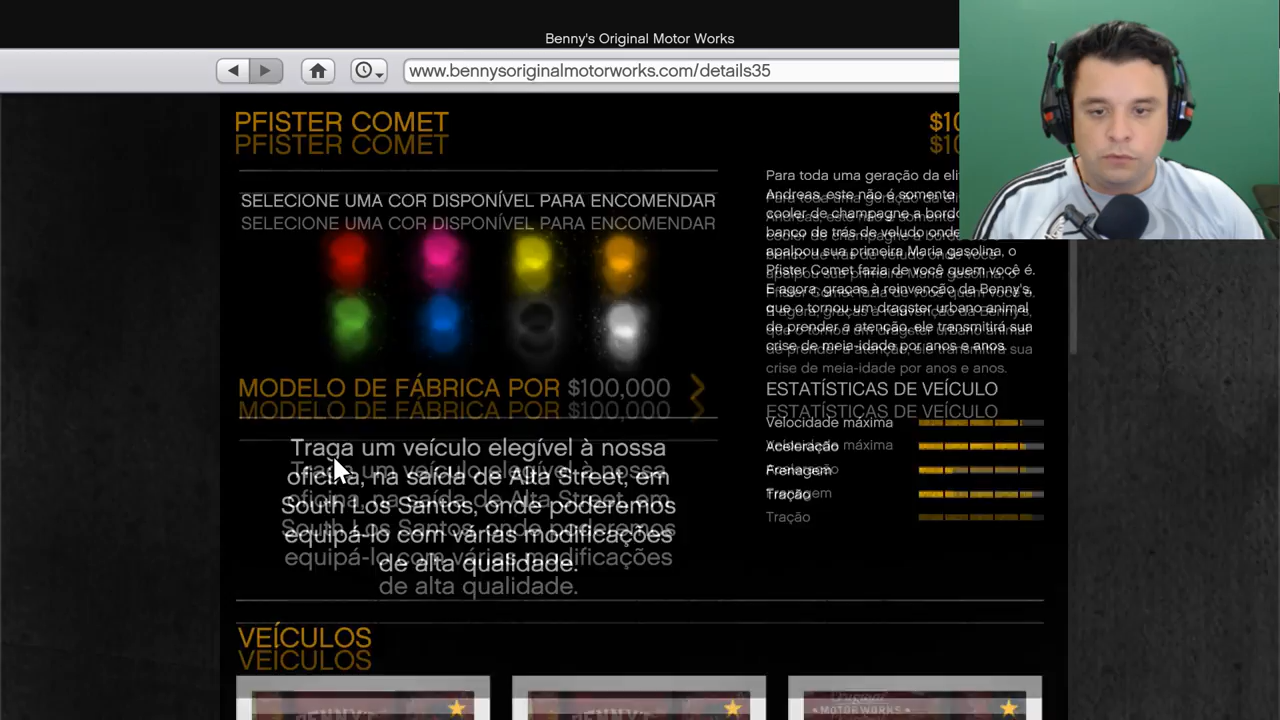 Benny's Original Motor Works
www.bennysoriginalmotorworks.com/details35
PFISTER COMET
$10
SELECIONE UMA COR DISPONÍVEL PARA ENCOMENDAR
MODELO DE FÁBRICA POR $100,000
Traga um veículo elegível à nossa
oficina, na saída de Alta Street, em
South Los Santos, onde poderemos
equipá-lo com várias modificações
de alta qualidade.
Para toda uma geração da eli
Andreas, este não é somente
cooler de champagne a bordo
banco de trás de veludo onde
apalpou sua primeira Maria gasolina, o
Pfister Comet fazia de você quem você é.
E agora, graças à reinvenção da Benny's,
que o tornou um dragster urbano animal
de prender a atenção, ele transmitirá sua
crise de meia-idade por anos e anos.
ESTATÍSTICAS DE VEÍCULO
Velocidade máxima
Aceleração
Frenagem
Tração
VEÍCULOS
BENNY'S
BENNY'S
Original
MOTORWORKS